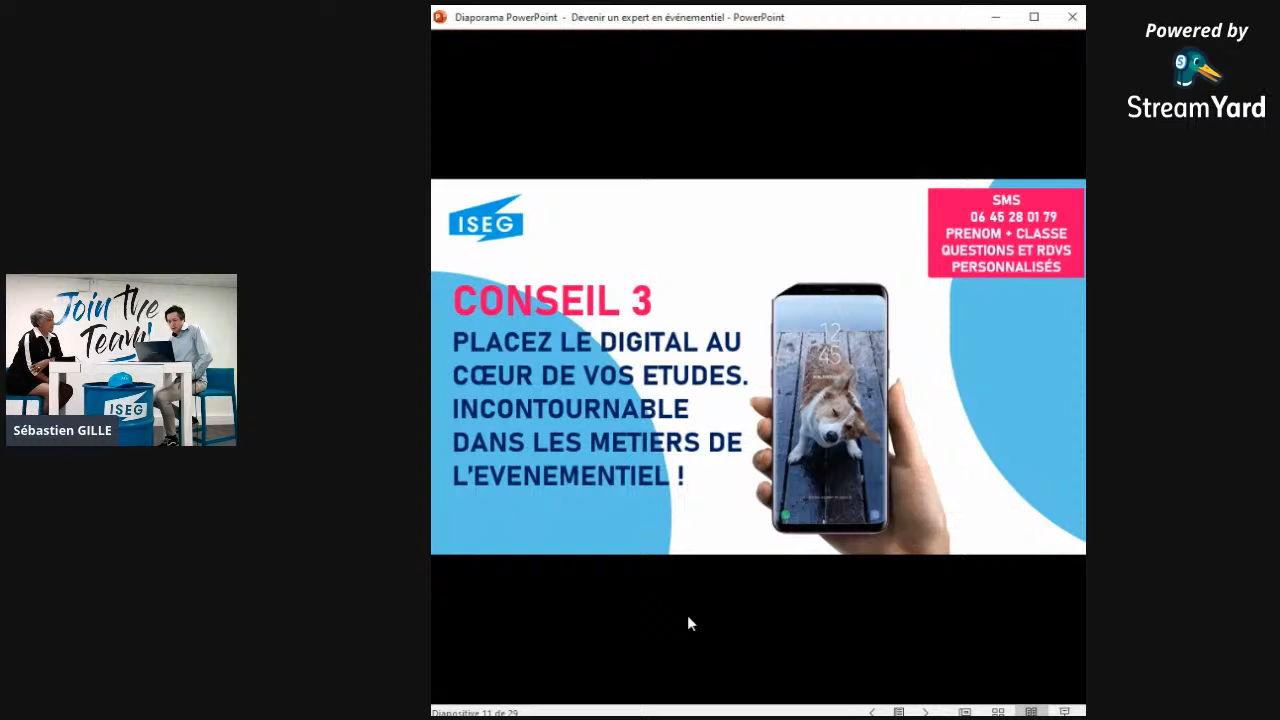 Diaporama PowerPoint - Devenir un expert en événementiel - PowerPoint
Powered by
StreamYard
ISEG
SMS
06 45 28 01 79
PRENOM + CLASSE
QUESTIONS ET RDVS
PERSONNALISÉS
CONSEIL 3
PLACEZ LE DIGITAL AU
CŒUR DE VOS ETUDES.
INCONTOURNABLE
DANS LES METIERS DE
L'EVENEMENTIEL !
12
45
Join the
Team!
ISEG
Sébastien GILLE
Diapositive 11 de 29